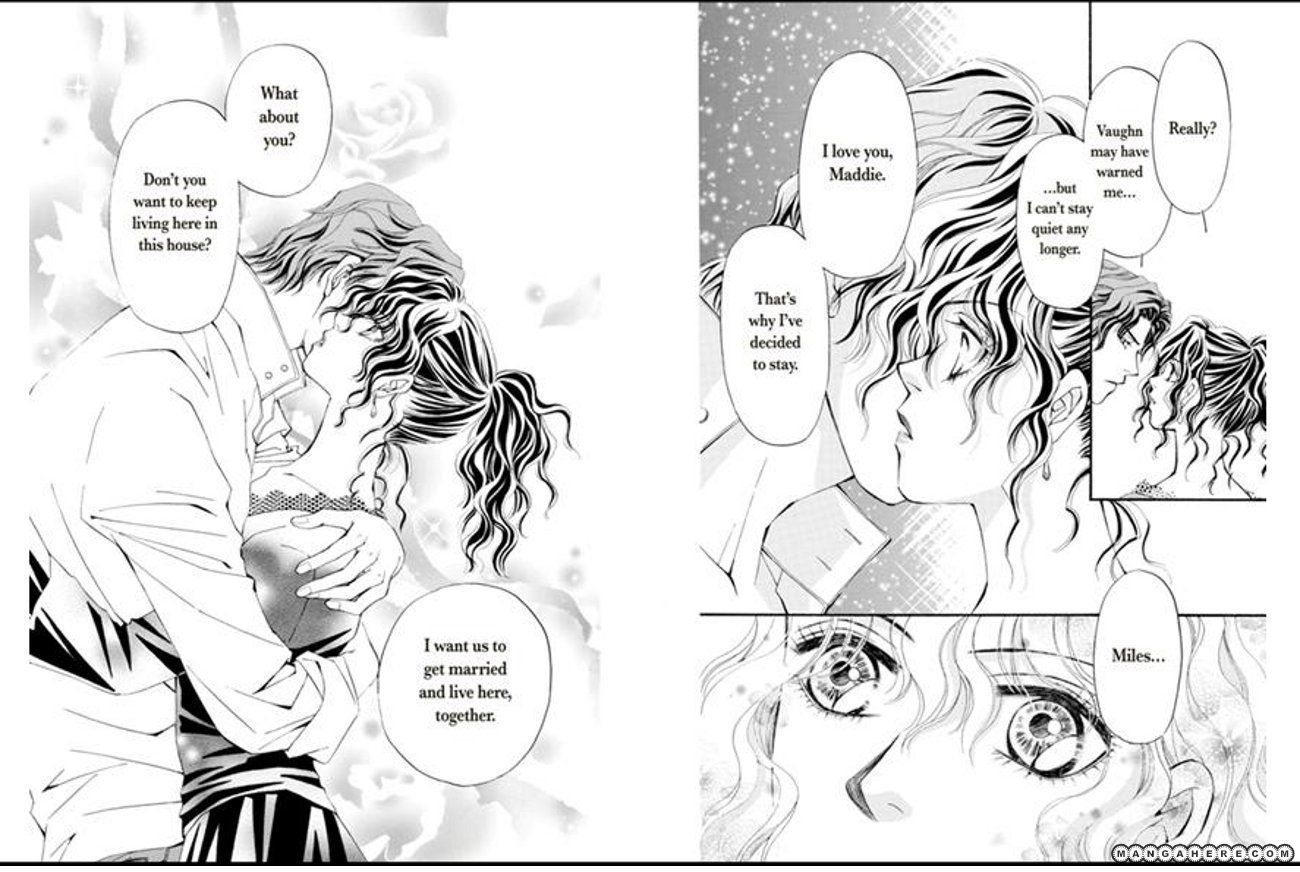 Really?
Vaughn
may have
warned
me...
...but
I can't stay
quiet any
longer.
I love you,
Maddie.
That's
why I've
decided
to stay.
Miles...
What
about
you?
Don't you
want to keep
living here in
this house?
I want us to
get married
and live here,
together.
MANGAHERE.COM